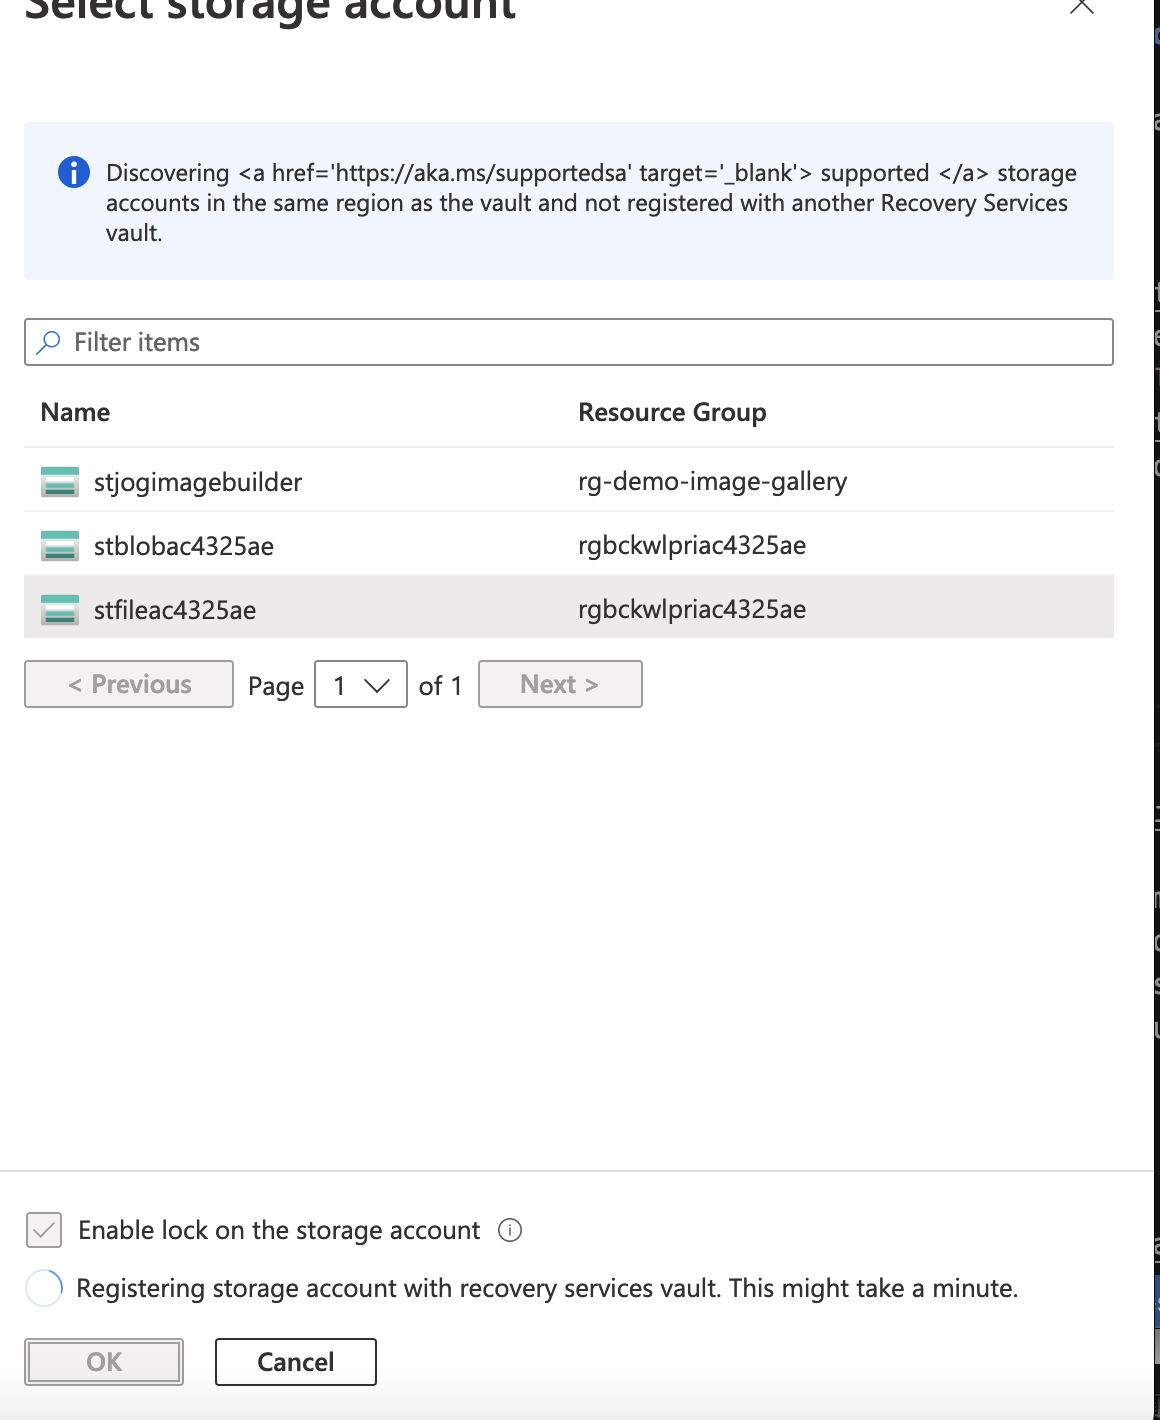 Select storage account
Discovering <a href='https://aka.ms/supportedsa' target='_blank'> supported </a> storage
accounts in the same region as the vault and not registered with another Recovery Services
vault.
Filter items
Name Resource Group
stjogimagebuilder rg-demo-image-gallery
stblobac4325ae rgbckwlpriac4325ae
stfileac4325ae rgbckwlpriac4325ae
< Previous Page 1 of 1 Next >
Enable lock on the storage account
Registering storage account with recovery services vault. This might take a minute.
OK Cancel